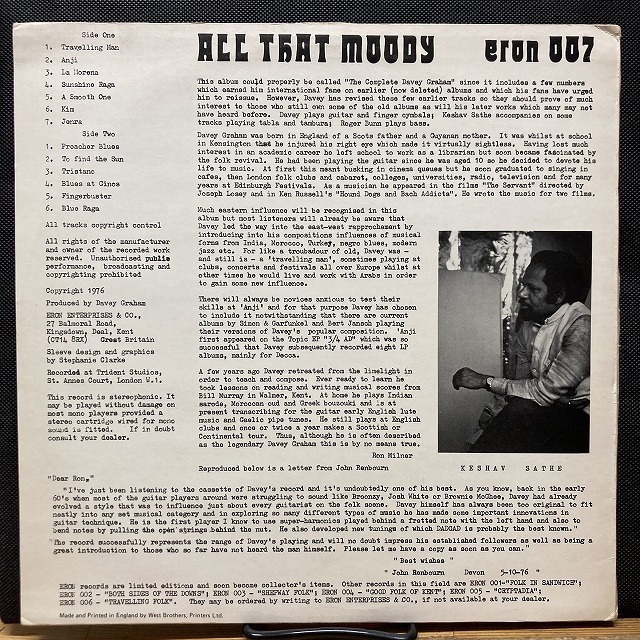 ALL THAT MOODY eron 007
Side One
1. Travelling Man
2. Anji
3. La Morena
4. Sunshine Raga
5. A Smooth One
6. Kim
7. Jenra
Side Two
1. Preacher Blues
2. To find the Sun
3. Tristano
4. Blues at Ginos
5. Fingerbuster
6. Blue Raga
All tracks copyright control
All rights of the manufacturer
and owner of the recorded work
reserved. Unauthorised public
performance, broadcasting and
copyrighting prohibited
Copyright 1976
Produced by Davey Graham
ERON ENTERPRISES & CO.,
27 Balmoral Road,
Kingsdown, Deal, Kent
(CT14 8RX) Great Britain
Sleeve design and graphics
by Stephanie Clarke
Recorded at Trident Studios,
St. Annes Court, London W.1.
This record is stereophonic. It
may be played without damage on
most mono players provided a
stereo cartridge wired for mono
sound is fitted. If in doubt
consult your dealer.
This album could properly be called "The Complete Davey Graham" since it includes a few numbers
which earned him international fame on earlier (now deleted) albums and which his fans have urged
him to reissue. However, Davey has revised these few earlier tracks so they should prove of much
interest to those who still own some of the old albums as will his later works which many may not
have heard before. Davey plays guitar and finger cymbals; Keshav Sathe accompanies on some
tracks playing tabla and tambura; Roger Bunn plays bass.
Davey Graham was born in England of a Scots father and a Guyanan mother. It was whilst at school
in Kensington that he injured his right eye which made it virtually sightless. Having lost much
interest in an academic career he left school to work as a librarian but soon became fascinated by
the folk revival. He had been playing the guitar since he was aged 10 so he decided to devote his
life to music. At first this meant busking in cinema queues but he soon graduated to singing in
cafes, then London folk clubs and cabaret, colleges, universities, radio, television and for many
years at Edinburgh Festivals. As a musician he appeared in the films "The Servant" directed by
Joseph Losey and in Ken Russell's "Hound Dogs and Bach Addicts". He wrote the music for two films.
Much eastern influence will be recognised in this
album but most listeners will already be aware that
Davey led the way into the east-west rapprochement by
introducing into his compositions influences of musical
forms from India, Morocco, Turkey, negro blues, modern
jazz etc. For like a troubadour of old, Davey was -
and still is - a 'travelling man', sometimes playing at
clubs, concerts and festivals all over Europe whilst at
other times he would live and work with Arabs in order
to gain some new influence.
There will always be novices anxious to test their
skills at 'Anji' and for that purpose Davey has chosen
to include it notwithstanding that there are current
albums by Simon & Garfunkel and Bert Jansch playing
their versions of Davey's popular composition. 'Anji'
first appeared on the Topic EP "3/4 AD" which was so
successful that Davey subsequently recorded eight LP
albums, mainly for Decca.
A few years ago Davey retreated from the limelight in
order to teach and compose. Ever ready to learn he
took lessons on reading and writing musical scores from
Bill Murray in Walmer, Kent. At home he plays Indian
sarode, Moroccan oud and Greek bouzouki and is at
present transcribing for the guitar early English lute
music and Gaelic pipe tunes. He still plays at English
clubs and once or twice a year makes a Scottish or
Continental tour. Thus, although he is often described
as the legendary Davey Graham this is by no means true.
Ron Milner
Reproduced below is a letter from John Renbourn
KESHAV SATHE
"Dear Ron,"
"I've just been listening to the cassette of Davey's record and it's undoubtedly one of his best. As you know, back in the early
60's when most of the guitar players around were struggling to sound like Broonzy, Josh White or Brownie McGhee, Davey had already
evolved a style that was to influence just about every guitarist on the folk scene. Davey himself has always been too original to fit
neatly into any set musical category and in exploring so many different types of music he has made some important innovations in
guitar technique. He is the first player I know to use super-harmonics played behind a fretted note with the left hand and also to
bend notes by pulling the open strings behind the nut. He also developed new tunings of which DADGAD is probably the best known."
"The record successfully represents the range of Davey's playing and will no doubt impress his established followers as well as being a
great introduction to those who so far have not heard the man himself. Please let me have a copy as soon as you can."
"Best wishes"
"John Renbourn Devon 5-10-76 "
ERON records are limited editions and soon become collector's items. Other records in this field are ERON 001-"FOLK IN SANDWICH";
ERON 002 - "BOTH SIDES OF THE DOWNS"; ERON 003 - "SHEPWAY FOLK"; ERON 004 - "GOOD FOLK OF KENT"; ERON 005 - "CRYPTADIA";
ERON 006 - "TRAVELLING FOLK". They may be ordered by writing to ERON ENTERPRISES & CO., if not available at your dealer.
Made and Printed in England by West Brothers, Printers Ltd.